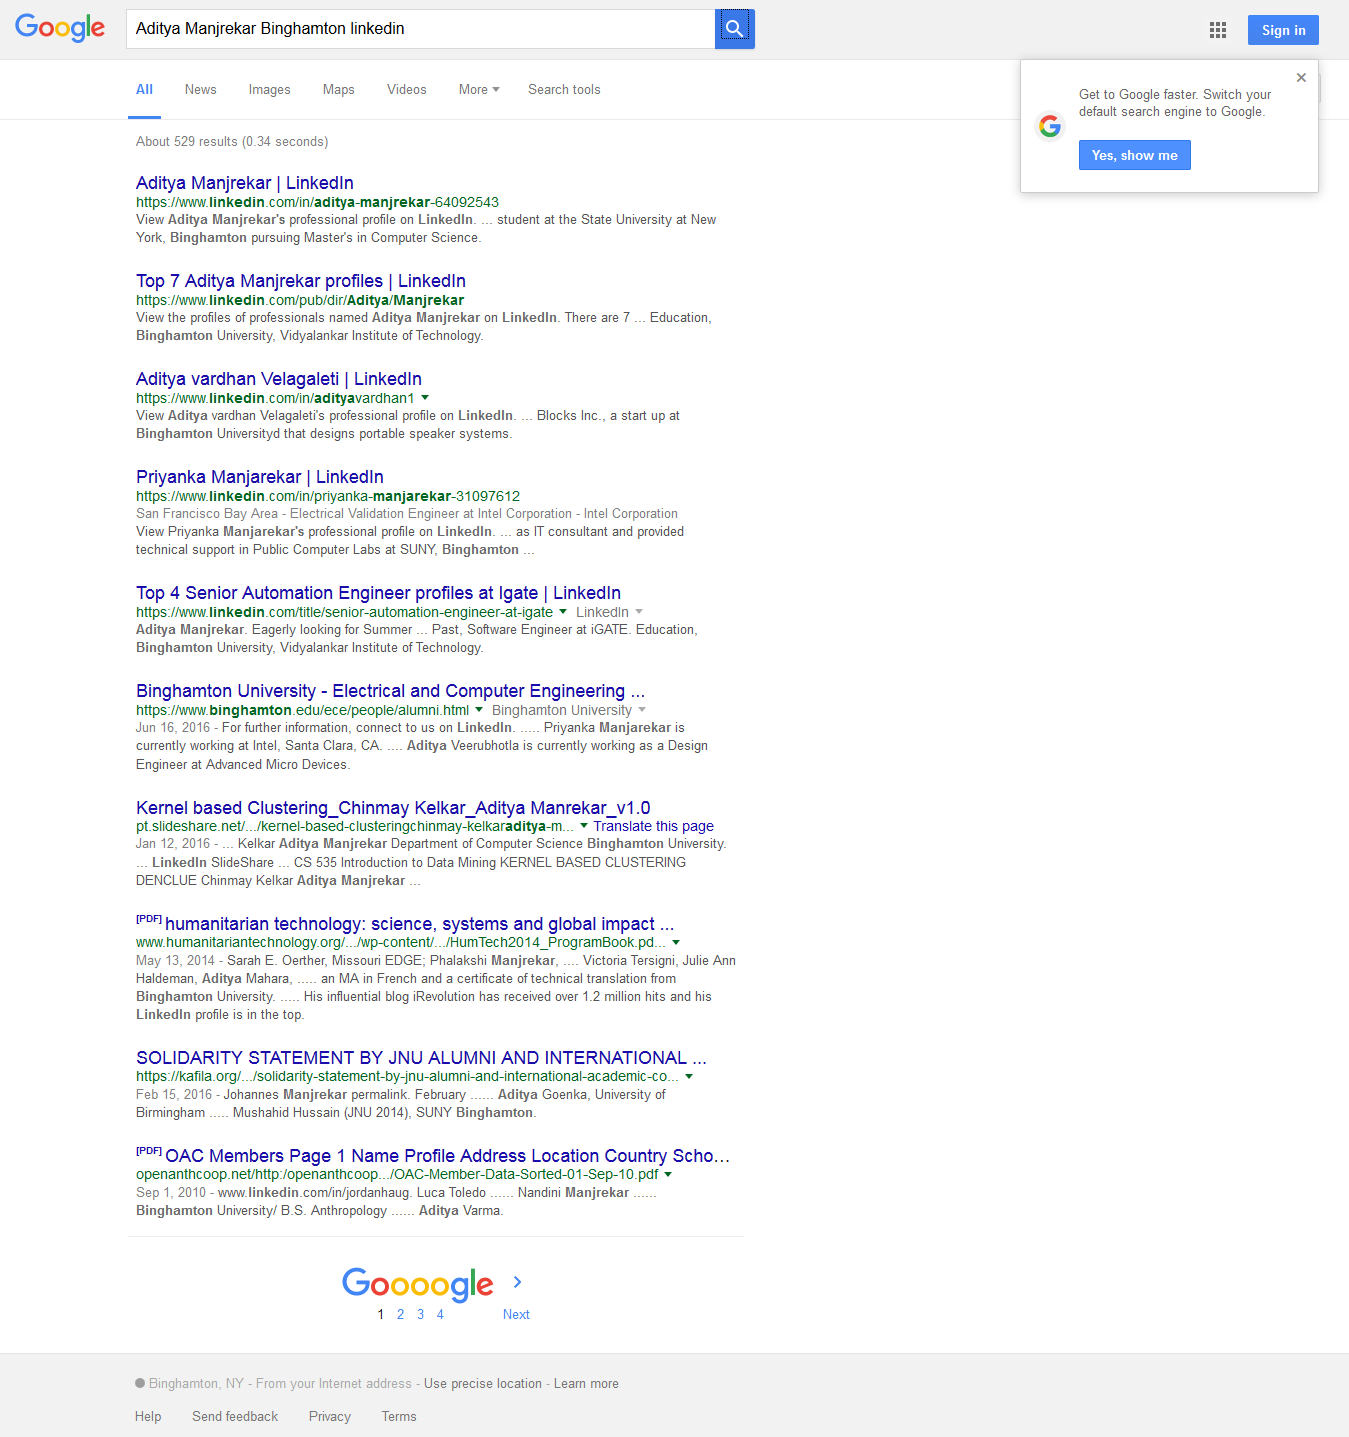 Google
Aditya Manjrekar Binghamton linkedin
Sign in
All News Images Maps Videos More Search tools
Get to Google faster. Switch your
default search engine to Google.
Yes, show me
About 529 results (0.34 seconds)
Aditya Manjrekar | LinkedIn
https://www.linkedin.com/in/aditya-manjrekar-64092543
View Aditya Manjrekar's professional profile on LinkedIn. ... student at the State University at New
York, Binghamton pursuing Master's in Computer Science.
Top 7 Aditya Manjrekar profiles | LinkedIn
https://www.linkedin.com/pub/dir/Aditya/Manjrekar
View the profiles of professionals named Aditya Manjrekar on LinkedIn. There are 7 ... Education,
Binghamton University, Vidyalankar Institute of Technology.
Aditya vardhan Velagaleti | LinkedIn
https://www.linkedin.com/in/adityavardhan1
View Aditya vardhan Velagaleti's professional profile on LinkedIn. ... Blocks Inc., a start up at
Binghamton Universityd that designs portable speaker systems.
Priyanka Manjarekar | LinkedIn
https://www.linkedin.com/in/priyanka-manjarekar-31097612
San Francisco Bay Area - Electrical Validation Engineer at Intel Corporation - Intel Corporation
View Priyanka Manjarekar's professional profile on LinkedIn. ... as IT consultant and provided
technical support in Public Computer Labs at SUNY, Binghamton ...
Top 4 Senior Automation Engineer profiles at Igate | LinkedIn
https://www.linkedin.com/title/senior-automation-engineer-at-igate LinkedIn
Aditya Manjrekar. Eagerly looking for Summer ... Past, Software Engineer at iGATE. Education,
Binghamton University, Vidyalankar Institute of Technology.
Binghamton University - Electrical and Computer Engineering ...
https://www.binghamton.edu/ece/people/alumni.html Binghamton University
Jun 16, 2016 - For further information, connect to us on LinkedIn. ..... Priyanka Manjarekar is
currently working at Intel, Santa Clara, CA. .... Aditya Veerubhotla is currently working as a Design
Engineer at Advanced Micro Devices.
Kernel based Clustering_Chinmay Kelkar_Aditya Manrekar_v1.0
pt.slideshare.net/.../kernel-based-clusteringchinmay-kelkaraditya-m... Translate this page
Jan 12, 2016 - ... Kelkar Aditya Manjrekar Department of Computer Science Binghamton University.
... LinkedIn SlideShare ... CS 535 Introduction to Data Mining KERNEL BASED CLUSTERING
DENCLUE Chinmay Kelkar Aditya Manjrekar ...
[PDF] humanitarian technology: science, systems and global impact ...
www.humanitariantechnology.org/.../wp-content/.../HumTech2014_ProgramBook.pd...
May 13, 2014 - Sarah E. Oerther, Missouri EDGE; Phalakshi Manjrekar, .... Victoria Tersigni, Julie Ann
Haldeman, Aditya Mahara, ..... an MA in French and a certificate of technical translation from
Binghamton University. ..... His influential blog iRevolution has received over 1.2 million hits and his
LinkedIn profile is in the top.
SOLIDARITY STATEMENT BY JNU ALUMNI AND INTERNATIONAL ...
https://kafila.org/.../solidarity-statement-by-jnu-alumni-and-international-academic-co...
Feb 15, 2016 - Johannes Manjrekar permalink. February ...... Aditya Goenka, University of
Birmingham ..... Mushahid Hussain (JNU 2014), SUNY Binghamton.
[PDF] OAC Members Page 1 Name Profile Address Location Country Scho...
openanthcoop.net/http:/openanthcoop.../OAC-Member-Data-Sorted-01-Sep-10.pdf
Sep 1, 2010 - www.linkedin.com/in/jordanhaug. Luca Toledo ...... Nandini Manjrekar ......
Binghamton University/ B.S. Anthropology ...... Aditya Varma.
Goooogle
1 2 3 4 Next
Binghamton, NY - From your Internet address - Use precise location - Learn more
Help Send feedback Privacy Terms